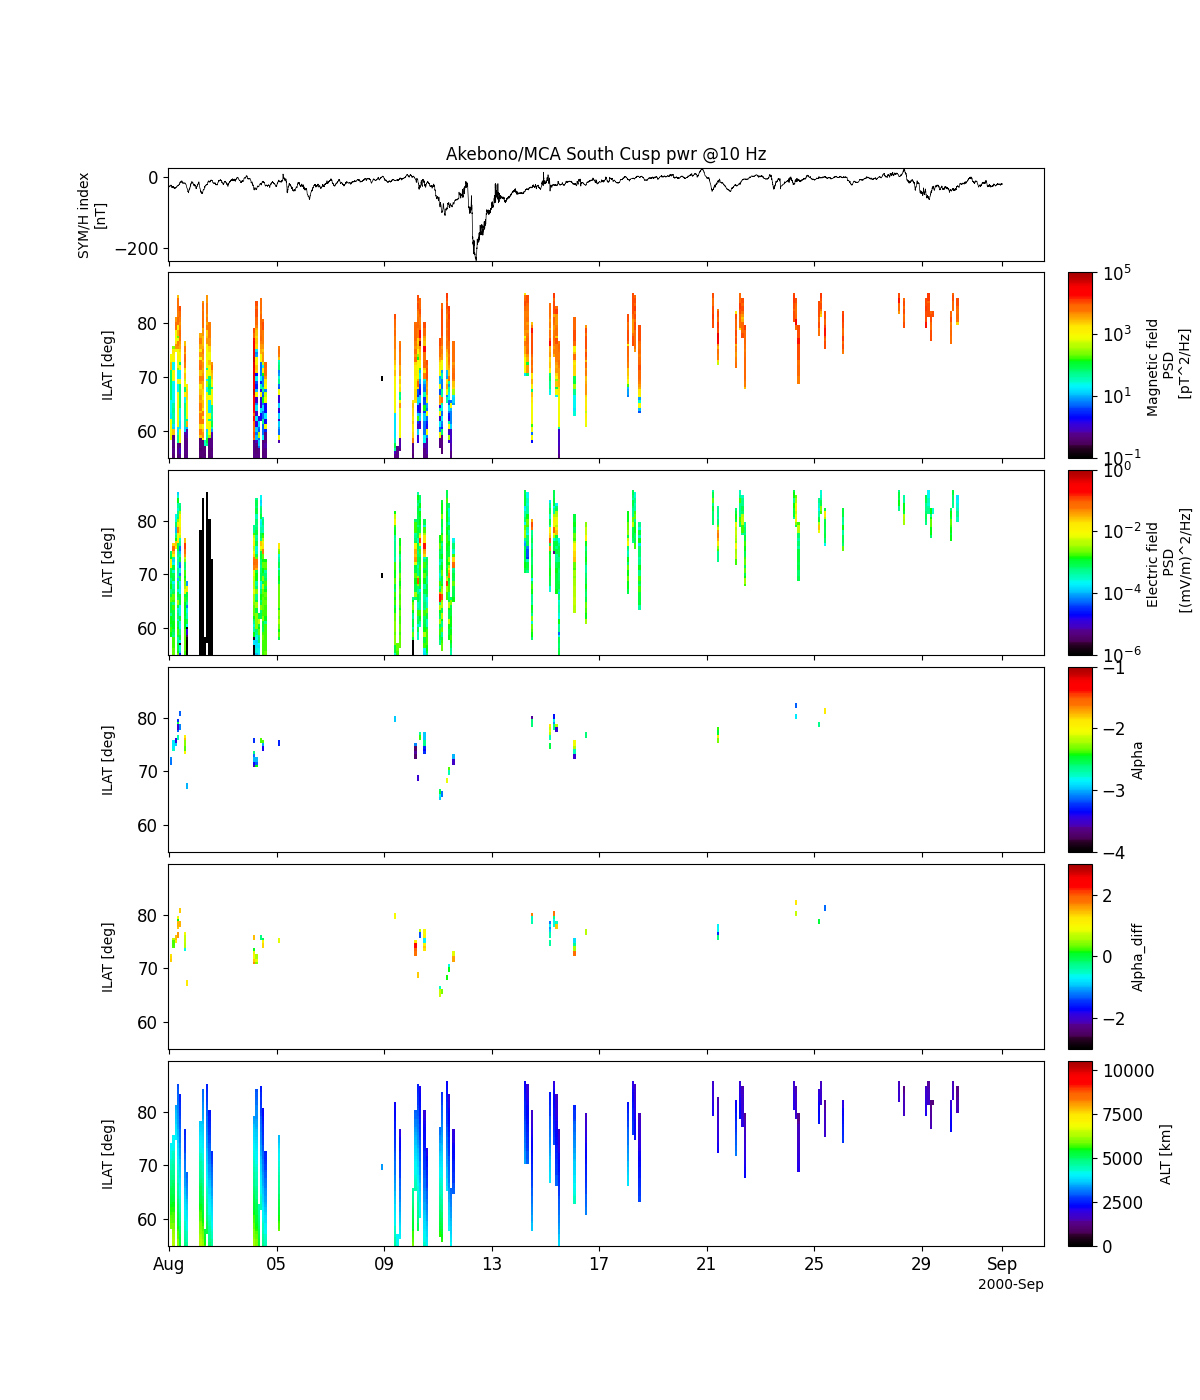 Akebono/MCA South Cusp pwr @10 Hz
SYM/H index
[nT]
0
−200
ILAT [deg]
80
70
60
10^5
10^3
10^1
10^-1
Magnetic field
PSD
[pT^2/Hz]
ILAT [deg]
80
70
60
10^0
10^-2
10^-4
10^-6
Electric field
PSD
[(mV/m)^2/Hz]
ILAT [deg]
80
70
60
−1
−2
−3
−4
Alpha
ILAT [deg]
80
70
60
2
0
−2
Alpha_diff
ILAT [deg]
80
70
60
10000
7500
5000
2500
0
ALT [km]
Aug 05 09 13 17 21 25 29 Sep
2000-Sep